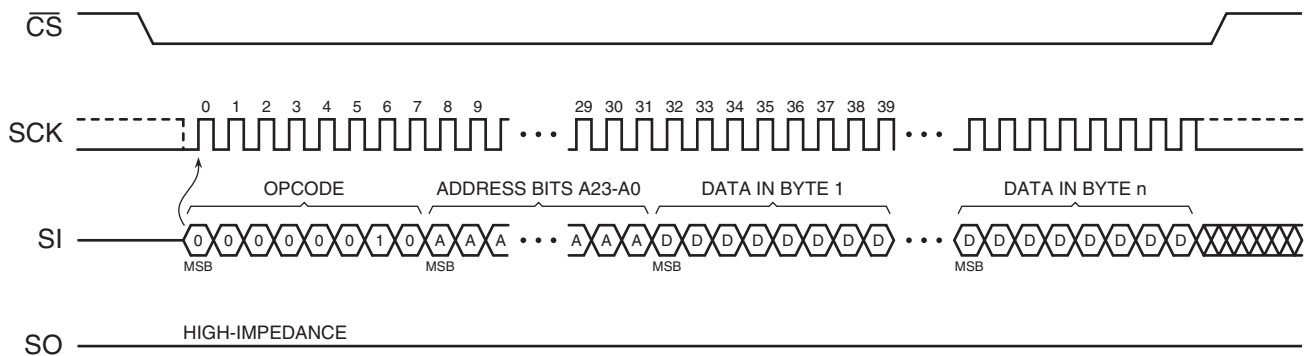 CS
0 1 2 3 4 5 6 7 8 9 29 30 31 32 33 34 35 36 37 38 39
SCK
OPCODE ADDRESS BITS A23-A0 DATA IN BYTE 1 DATA IN BYTE n
SI 0 0 0 0 0 0 1 0 A A A A A A D D D D D D D D D D D D D D D D
MSB MSB MSB MSB
HIGH-IMPEDANCE
SO